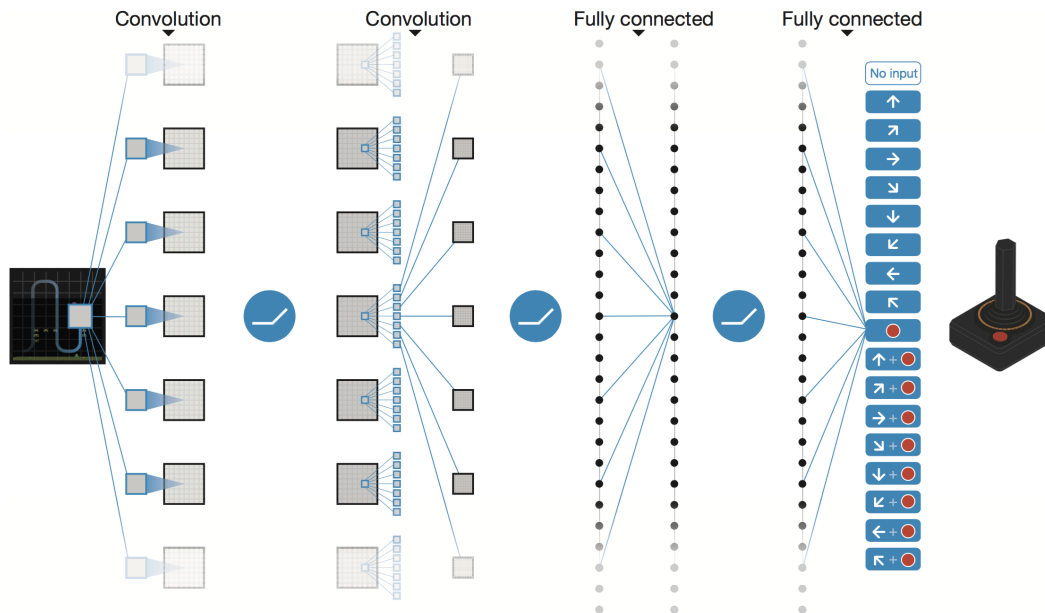 Convolution
Convolution
Fully connected
Fully connected
No input
+
+
+
+
+
+
+
+